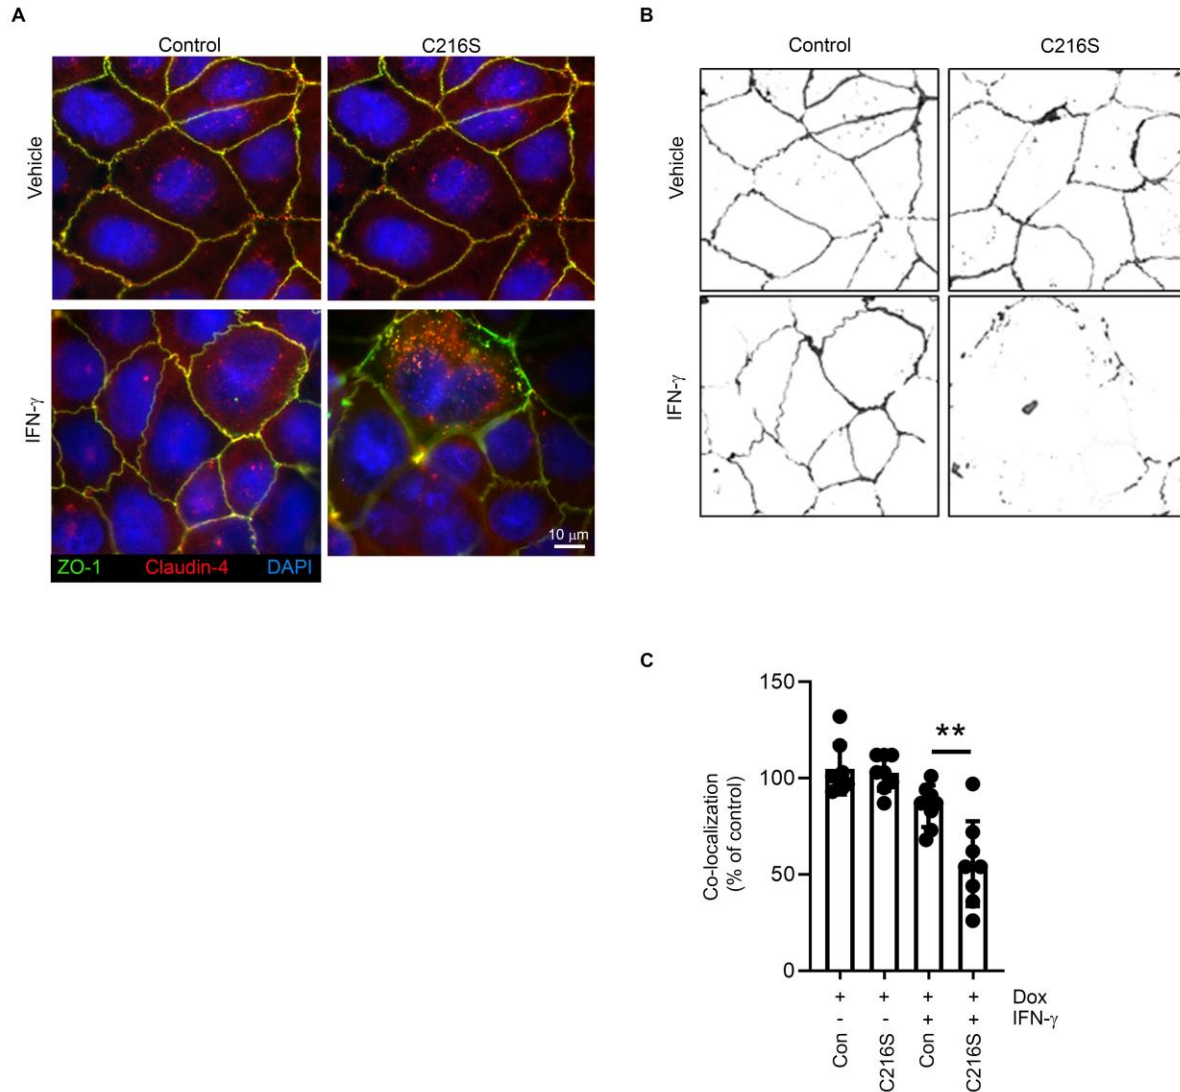 A
Control C216S
Vehicle
IFN-γ
10 μm
ZO-1 Claudin-4 DAPI
B
Control C216S
Vehicle
IFN-γ
C
Co-localization
(% of control)
150
100
50
0
**
+ + + + Dox
- - + + IFN-γ
Con C216S Con C216S